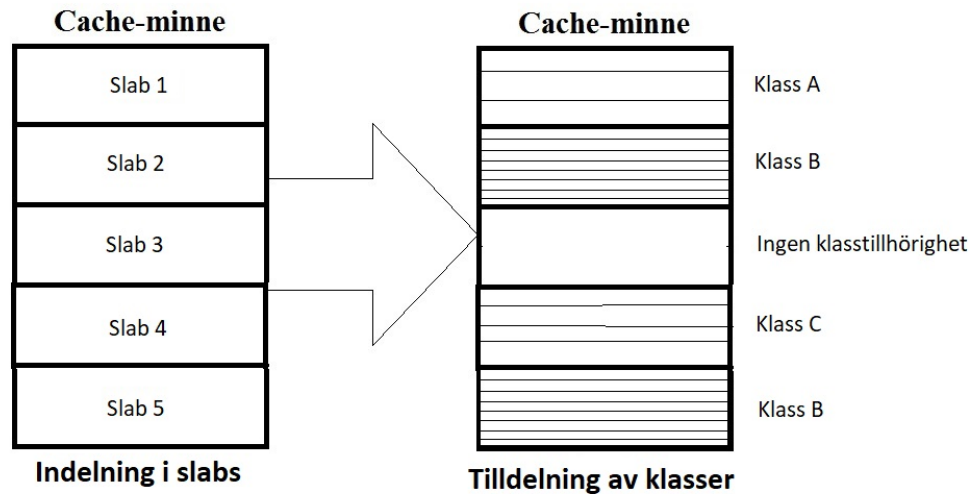 Cache-minne
Slab 1
Slab 2
Slab 3
Slab 4
Slab 5
Indelning i slabs
Cache-minne
Klass A
Klass B
Ingen klasstillhörighet
Klass C
Klass B
Tilldelning av klasser